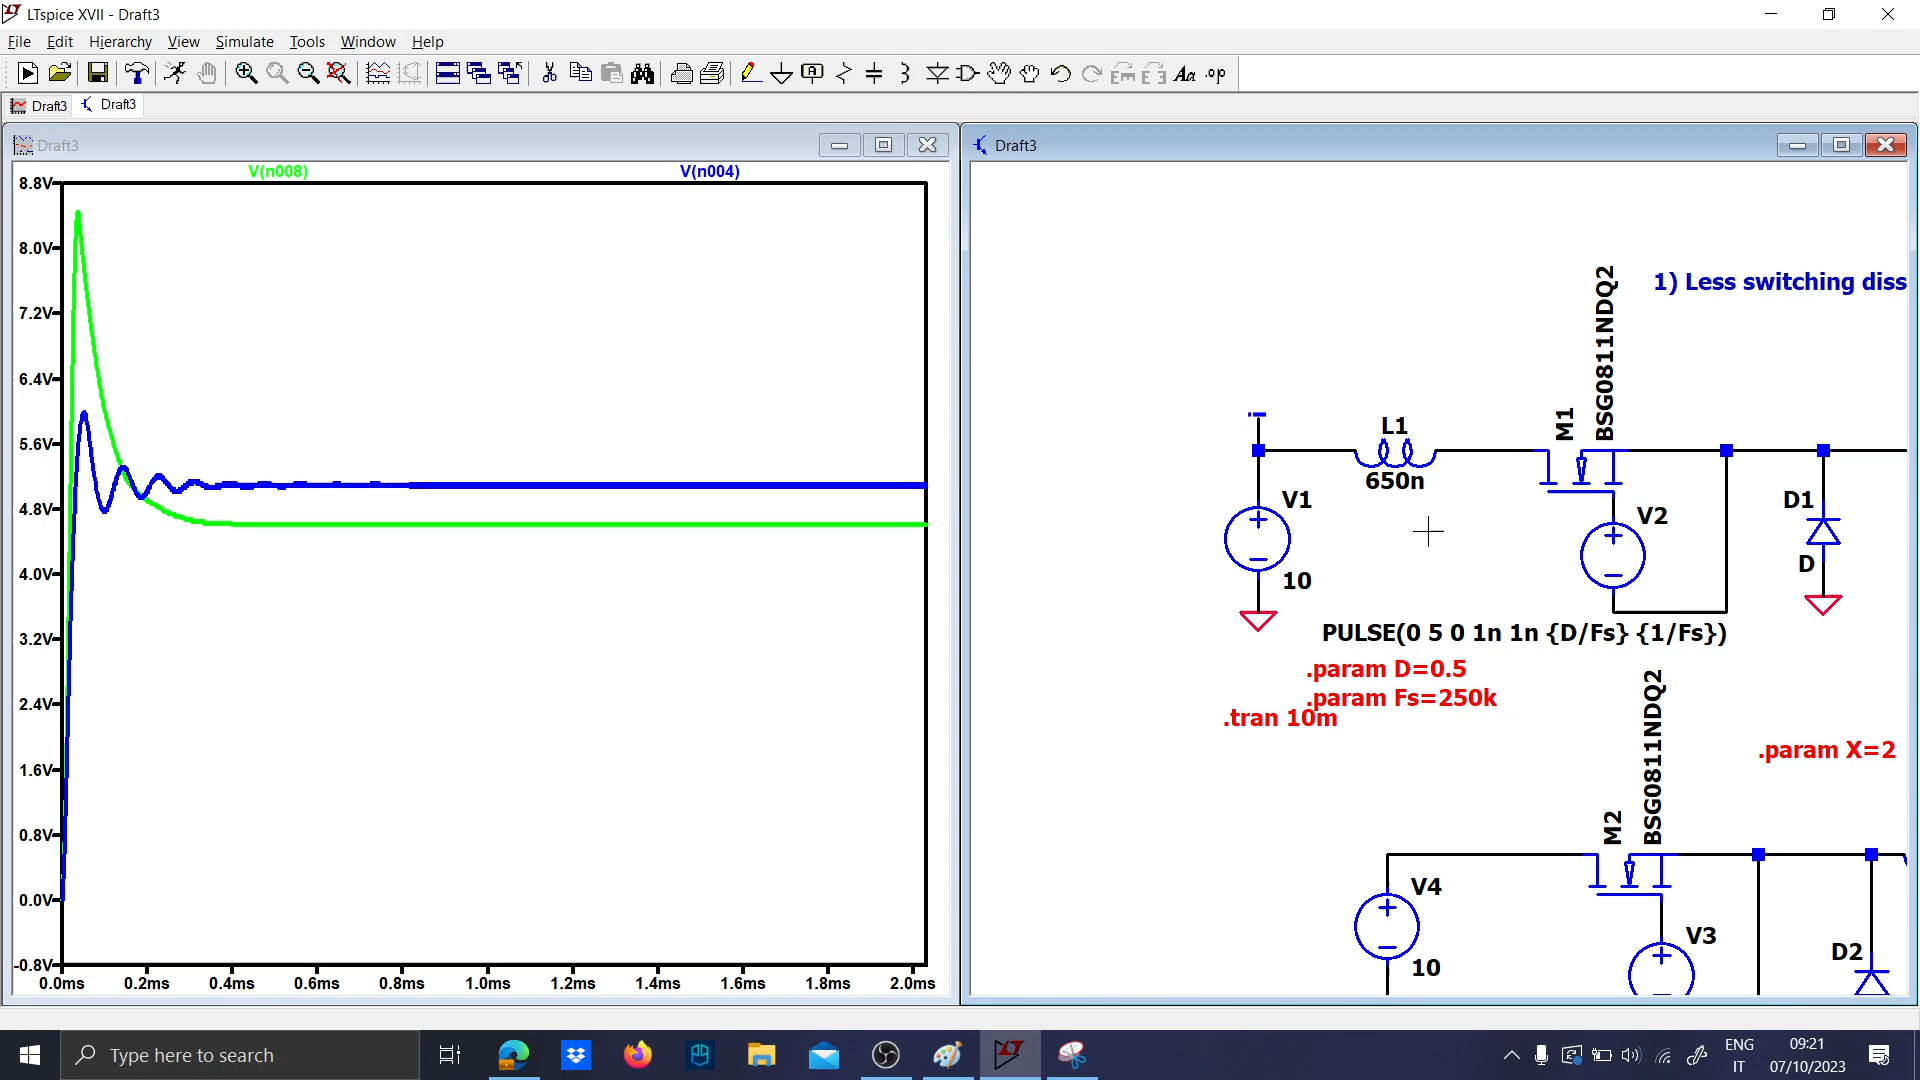 LTspice XVII - Draft3
File Edit Hierarchy View Simulate Tools Window Help
Aa .op
Draft3 Draft3
Draft3
V(n008) V(n004)
8.8V
8.0V
7.2V
6.4V
5.6V
4.8V
4.0V
3.2V
2.4V
1.6V
0.8V
0.0V
-0.8V
0.0ms 0.2ms 0.4ms 0.6ms 0.8ms 1.0ms 1.2ms 1.4ms 1.6ms 1.8ms 2.0ms
Draft3
1) Less switching diss
BSG0811NDQ2
M1
L1
650n
V1
10
V2
D1
D
PULSE(0 5 0 1n 1n {D/Fs} {1/Fs})
.param D=0.5
.param Fs=250k
.tran 10m
.param X=2
BSG0811NDQ2
M2
V4
10
V3
D2
Type here to search
ENG
IT
09:21
07/10/2023